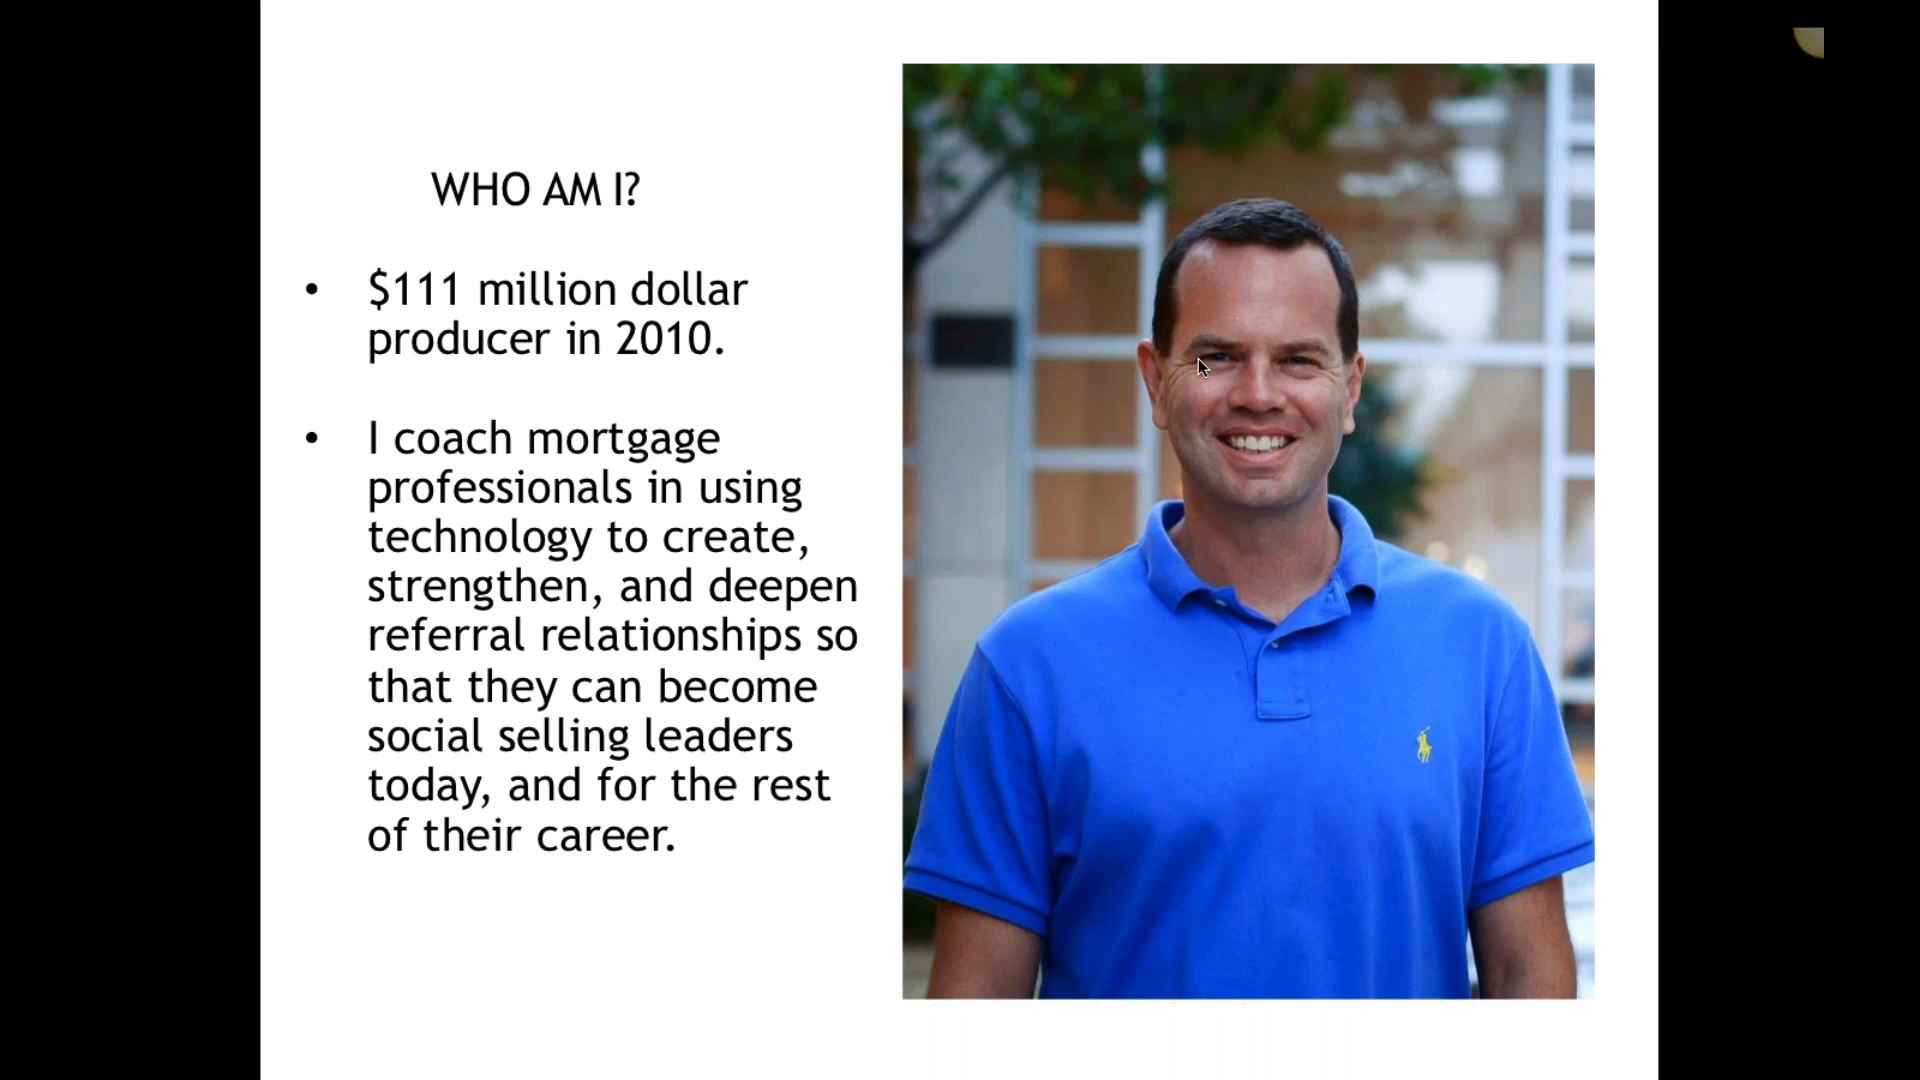 WHO AM I?
• $111 million dollar
producer in 2010.
• I coach mortgage
professionals in using
technology to create,
strengthen, and deepen
referral relationships so
that they can become
social selling leaders
today, and for the rest
of their career.